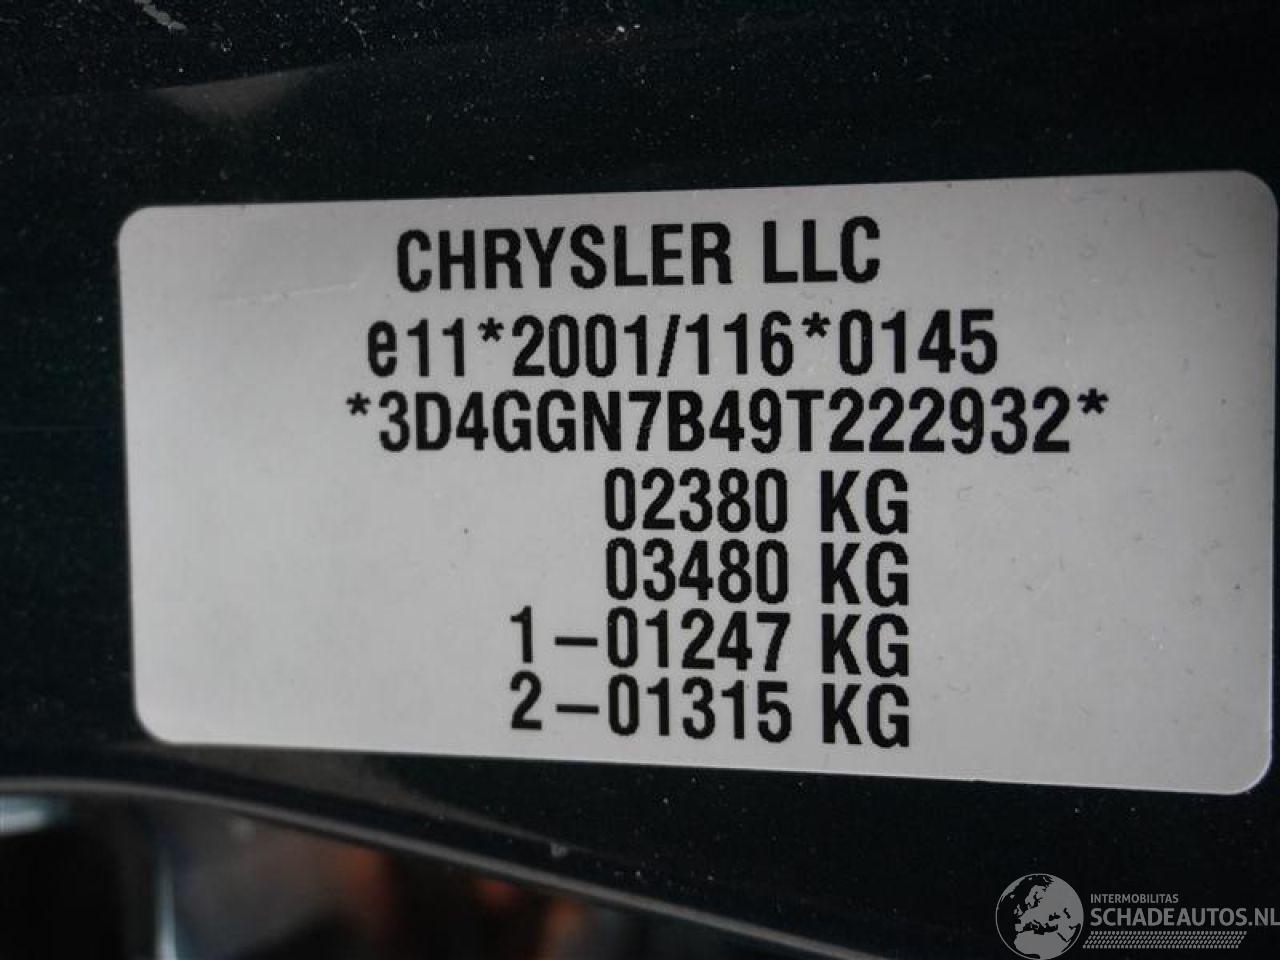 CHRYSLER LLC
e11*2001/116*0145
*3D4GGN7B49T222932*
02380 KG
03480 KG
1-01247 KG
2-01315 KG
INTERMOBILITAS
SCHADEAUTOS.NL